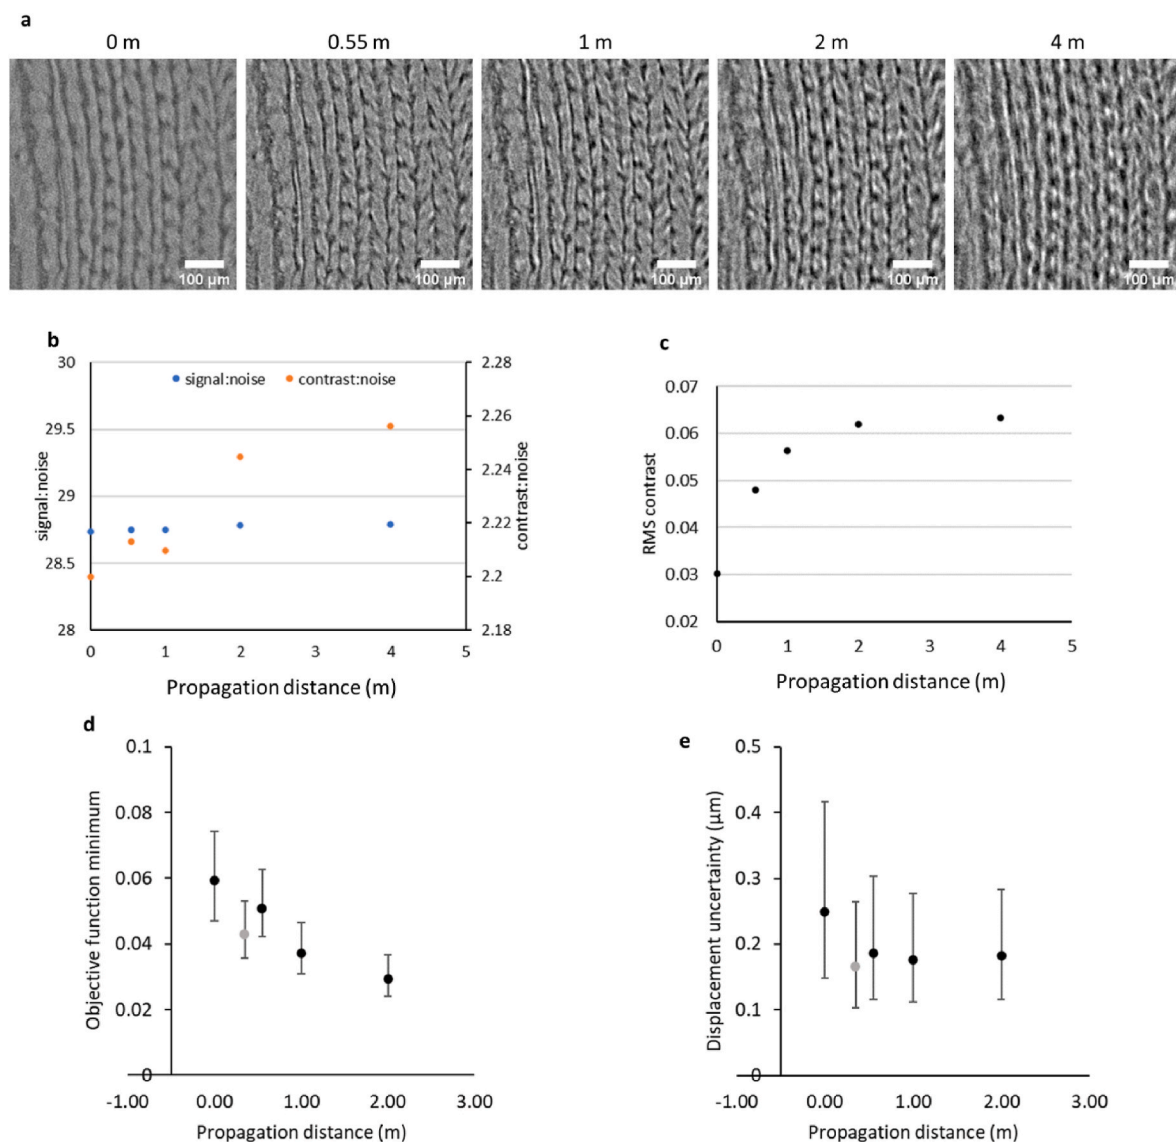 a
0 m 0.55 m 1 m 2 m 4 m
100 µm 100 µm 100 µm 100 µm 100 µm
b
signal:noise contrast:noise
30
29.5
29
28.5
28
signal:noise
2.28
2.26
2.24
2.22
2.2
2.18
contrast:noise
0 1 2 3 4 5
Propagation distance (m)
c
0.07
0.06
0.05
0.04
0.03
0.02
RMS contrast
0 1 2 3 4 5
Propagation distance (m)
d
0.1
0.08
0.06
0.04
0.02
0
Objective function minimum
-1.00 0.00 1.00 2.00 3.00
Propagation distance (m)
e
0.5
0.4
0.3
0.2
0.1
0
Displacement uncertainty (µm)
-1.00 0.00 1.00 2.00 3.00
Propagation distance (m)